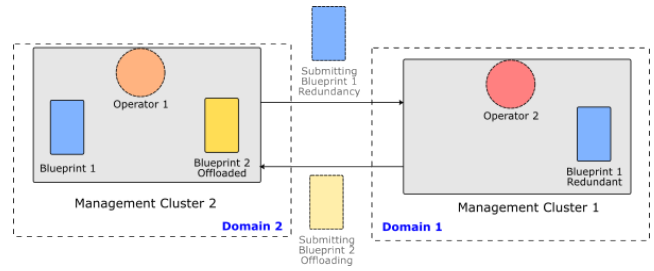 Operator 1
Blueprint 1
Blueprint 2
Offloaded
Management Cluster 2
Domain 2
Submitting
Blueprint 1
Redundancy
Submitting
Blueprint 2
Offloading
Operator 2
Blueprint 1
Redundant
Management Cluster 1
Domain 1